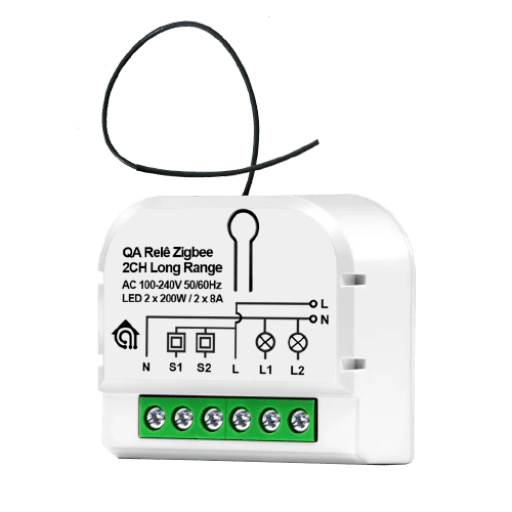 QA Relê Zigbee
2CH Long Range
AC 100-240V 50/60Hz
LED 2 x 200W / 2 x 8A
L
N
N S1 S2 L L1 L2